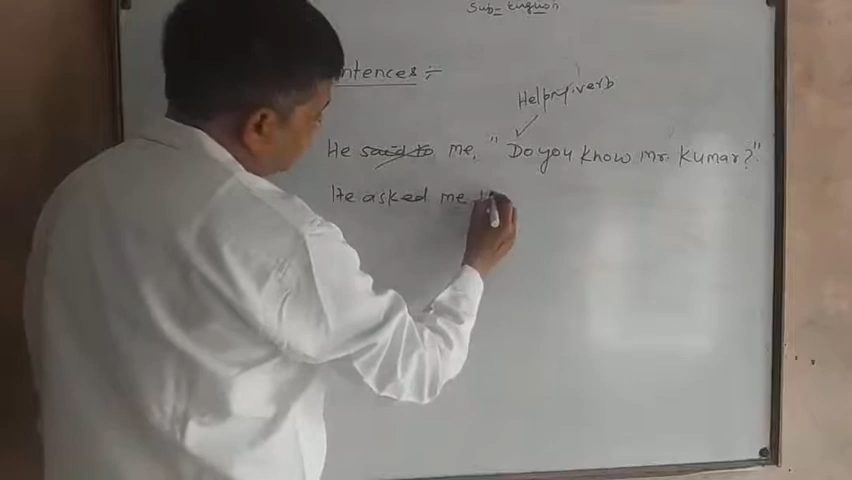 Sub- English
ntences :-
Helping verb
He said to me, " Do you know Mr. Kumar?"
He asked me